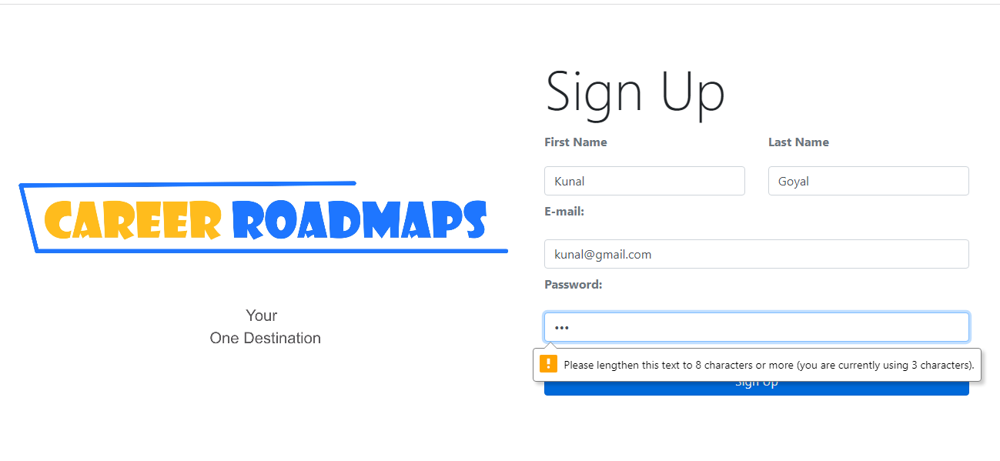 CAREER ROADMAPS
Your
One Destination
Sign Up
First Name Last Name
Kunal Goyal
E-mail:
kunal@gmail.com
Password:
•••
! Please lengthen this text to 8 characters or more (you are currently using 3 characters).
Sign Up